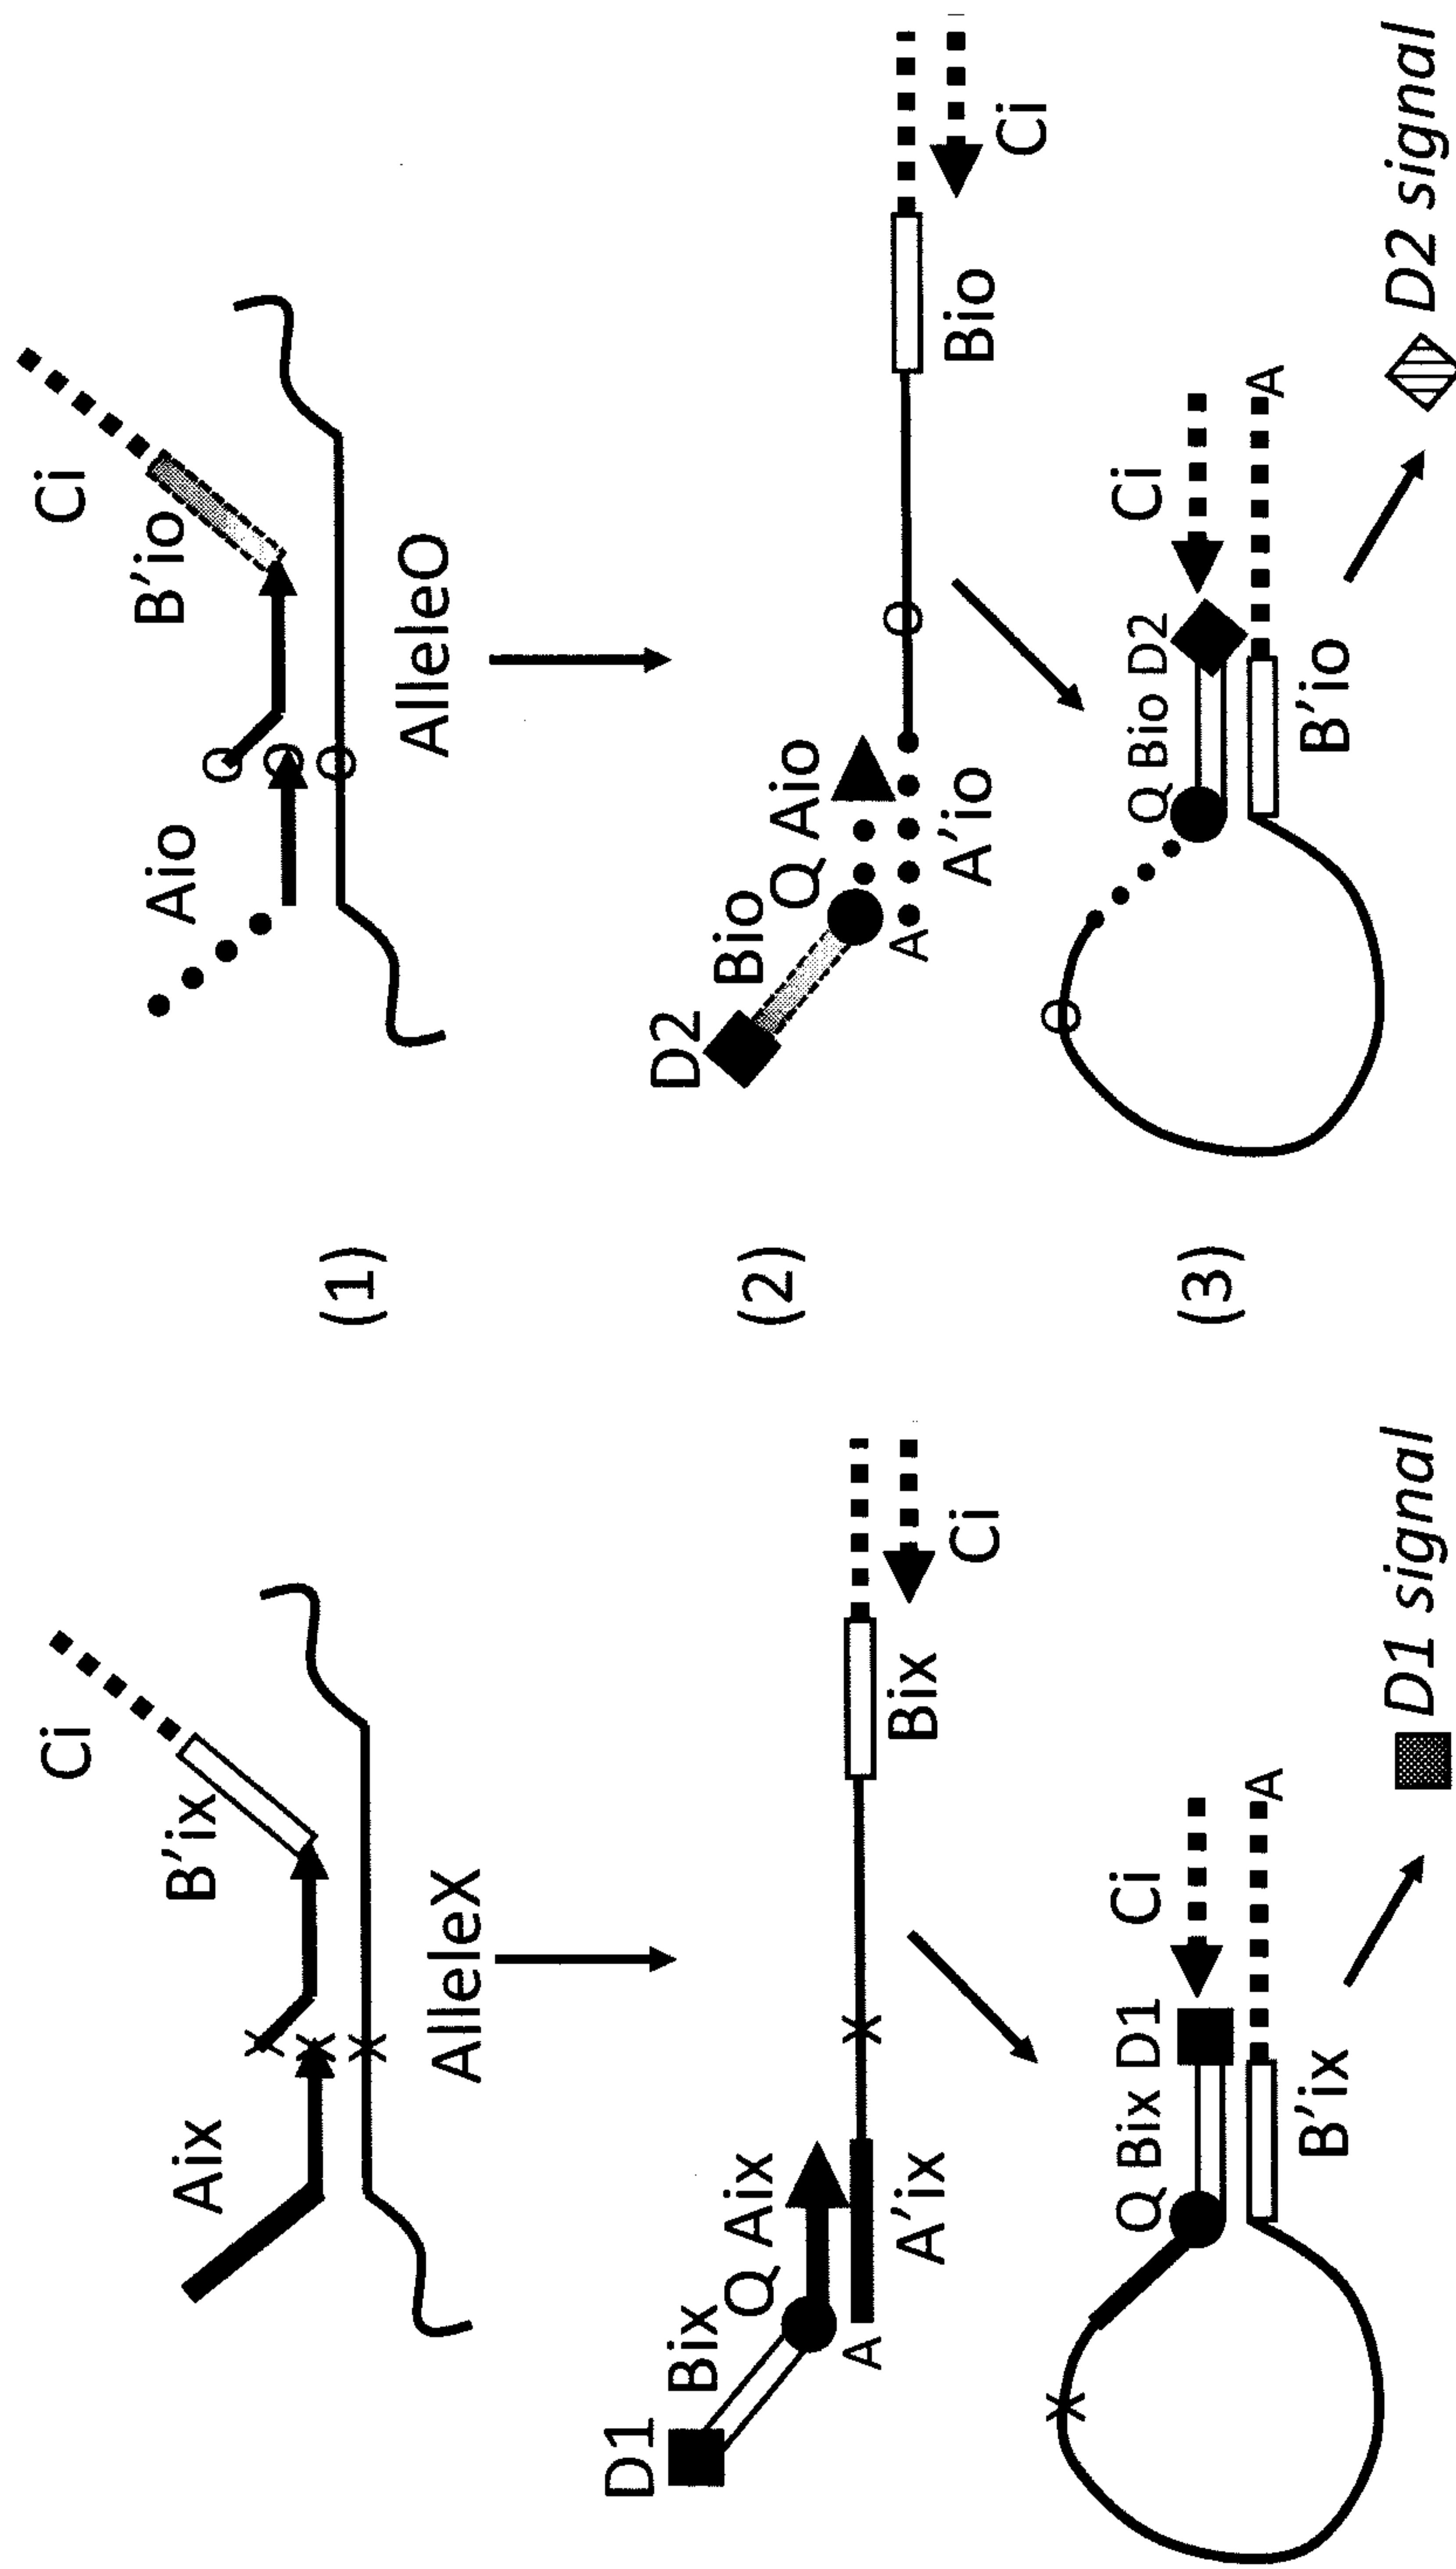 Ci
B'ix
Aix
AlleleX
(1)
Ci
B'io
Aio
AlleleO
D1
Bix
Q Aix
A
A'ix
Bix
Ci
(2)
D2
Bio
Q Aio
A
A'io
Bio
Ci
Q Bix D1
Ci
B'ix
A
D1 signal
(3)
Q Bio D2
Ci
B'io
A
D2 signal